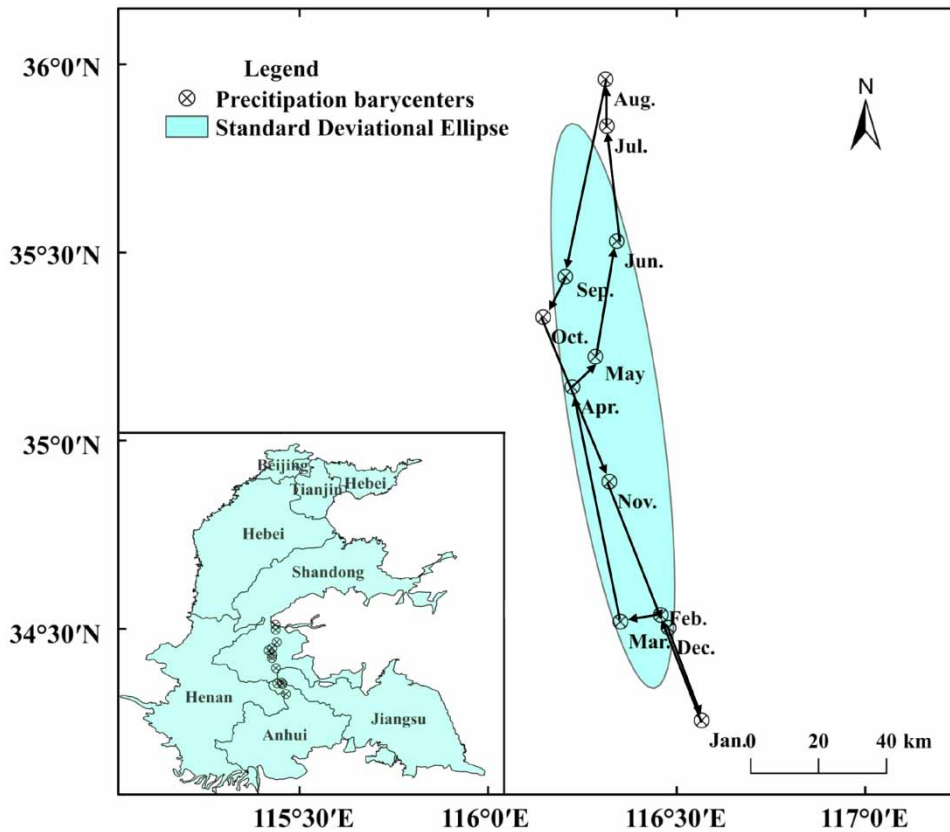 36°0′N
Legend
Precitipation barycenters
Standard Deviational Ellipse
N
Aug.
Jul.
35°30′N
Jun.
Sep.
Oct.
May
Apr.
35°0′N
Nov.
Beijing
Tianjin
Hebei
Hebei
Shandong
34°30′N
Feb.
Mar.
Dec.
Henan
Jiangsu
Anhui
Jan.
0 20 40 km
115°30′E 116°0′E 116°30′E 117°0′E